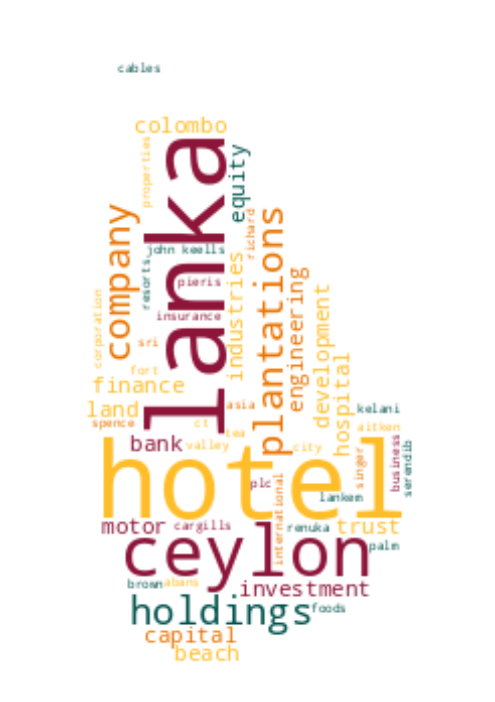 cables
colombo
lanka
properties
equity
company
plantations
richard
john keells
resorts
industries
pieris
engineering
insurance
development
corporation
sri
hospital
fort
finance
land
asia
kelani
spence
ct
tea
aitken
bank
valley
city
business
serendib
singer
hotel
plc
international
lankem
motor
cargills
renuka
trust
ceylon
palm
brown
abans
investment
holdings
foods
capital
beach